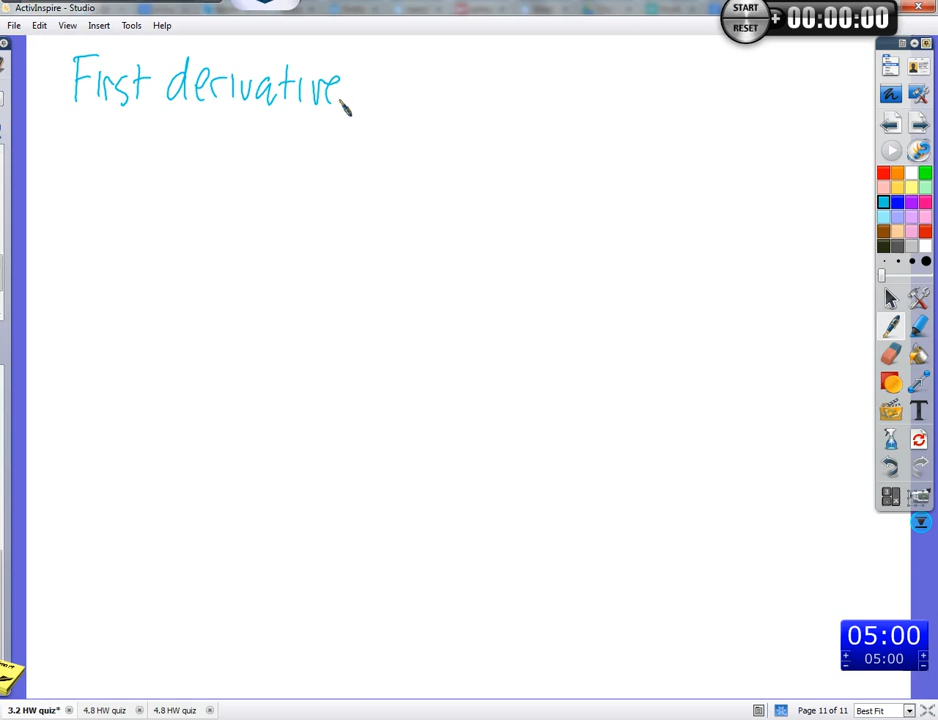 ActivInspire - Studio
START
RESET
00:00:00
File Edit View Insert Tools Help
First derivative
T
05:00
05:00
3.2 HW quiz* 4.8 HW quiz 4.8 HW quiz Page 11 of 11 Best Fit